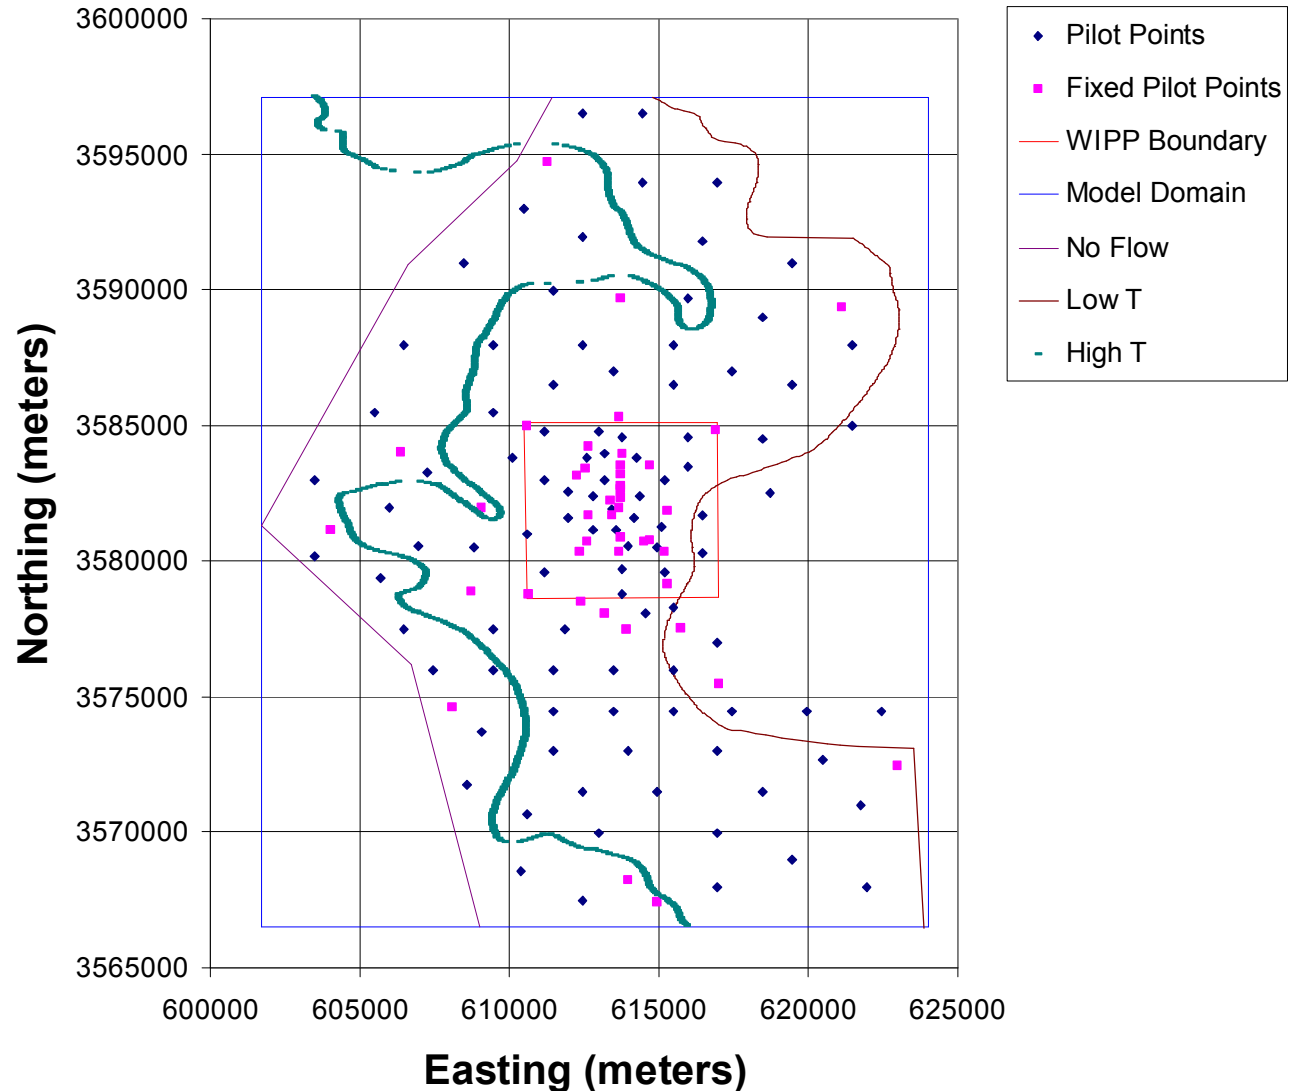 3600000
3595000
3590000
3585000
3580000
3575000
3570000
3565000
600000 605000 610000 615000 620000 625000
Northing (meters)
Easting (meters)
Pilot Points
Fixed Pilot Points
WIPP Boundary
Model Domain
No Flow
Low T
High T